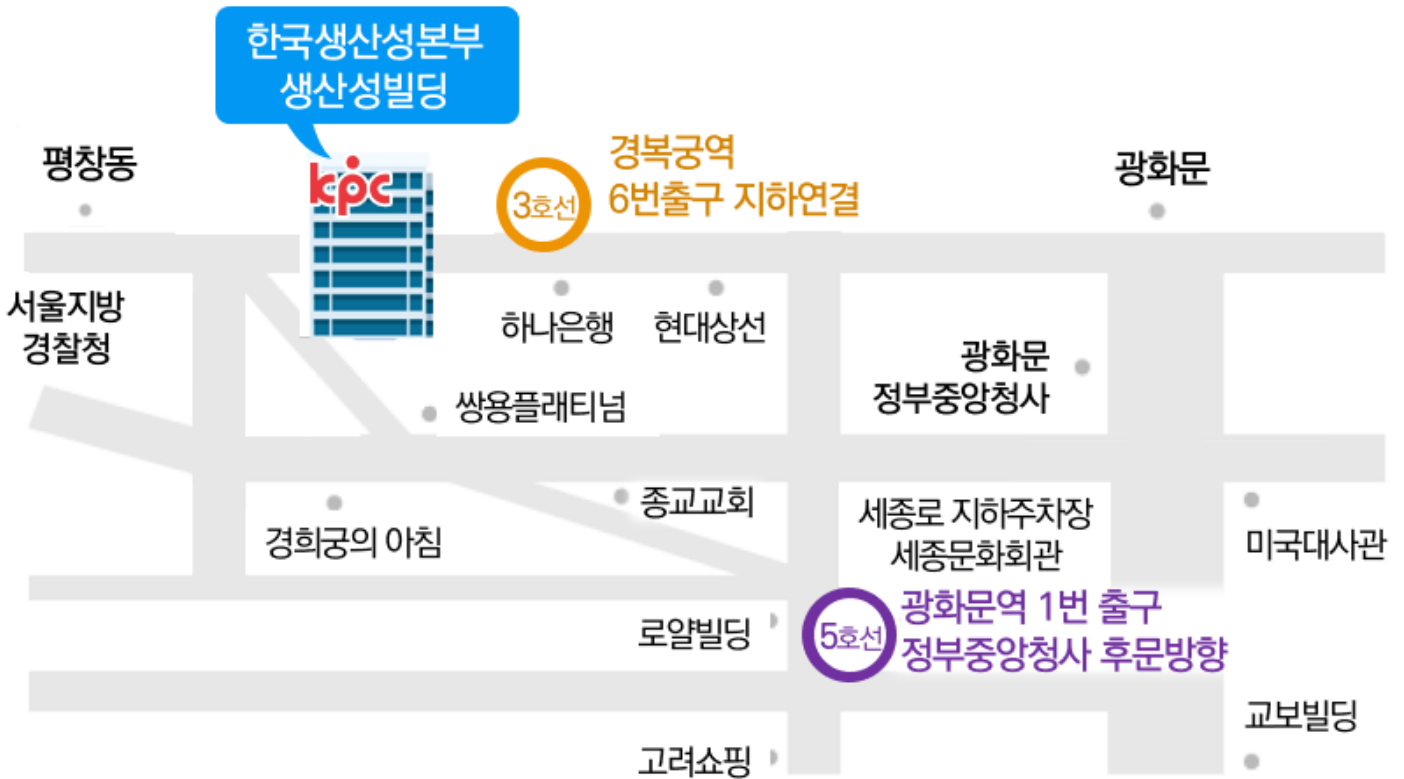 한국생산성본부
생산성빌딩
kpc
평창동
3호선
경복궁역
6번출구 지하연결
광화문
서울지방
경찰청
하나은행
현대상선
광화문
정부중앙청사
쌍용플래티넘
종교교회
세종로 지하주차장
세종문화회관
미국대사관
경희궁의 아침
로얄빌딩
5호선
광화문역 1번 출구
정부중앙청사 후문방향
교보빌딩
고려쇼핑